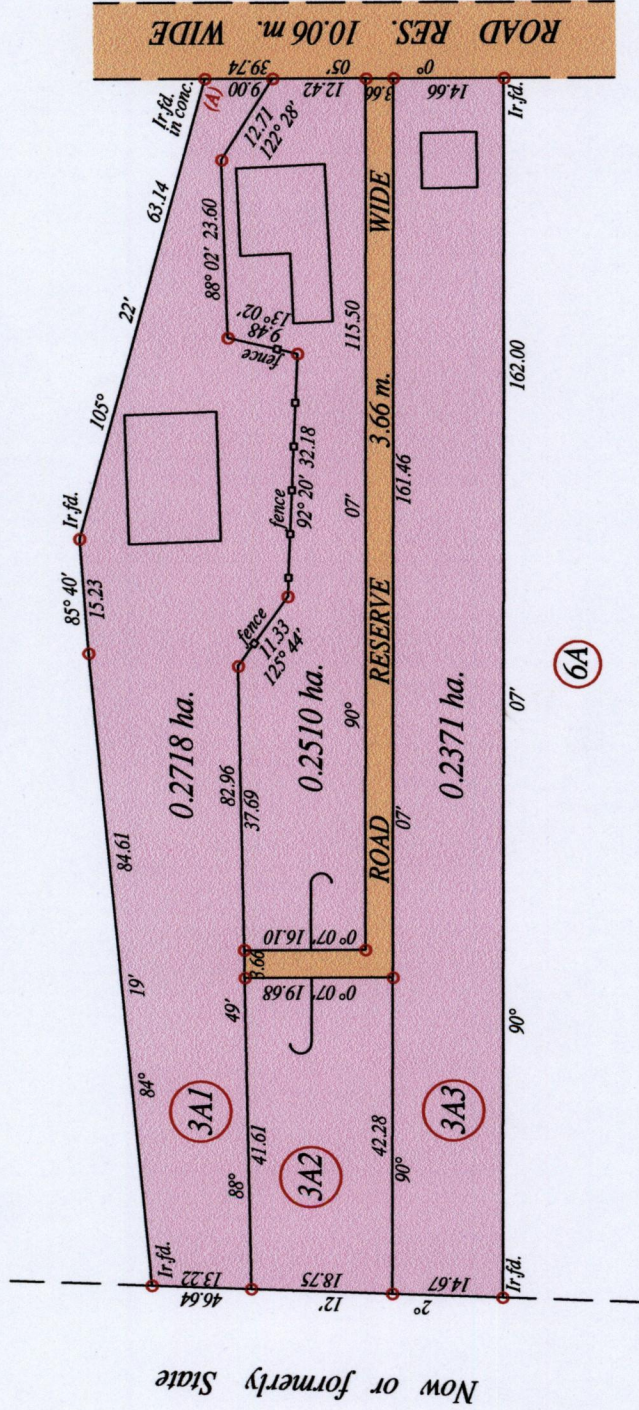 ROAD RES. 10.06 m. WIDE
0° 05' 39.74
14.66
3.66
12.42
9.00
(A)
Ir.fd.
in conc.
Ir.fd.
105° 22' 63.14
12.71
122° 28'
88° 02' 23.60
9.48
13° 02'
fence
fence
92° 20' 32.18
fence
11.33
125° 44'
Ir.fd.
85° 40'
15.23
84° 19' 84.61
0.2718 ha.
82.96
37.69
0.2510 ha.
90° 07' 115.50
ROAD RESERVE 3.66 m. WIDE
07' 161.46
0.2371 ha.
90° 07' 162.00
6A
0° 07' 16.10
3.66
0° 07' 19.68
88° 49'
41.61
3A1
3A2
42.28
90°
3A3
Ir.fd.
46.64
13.22
18.75
2° 12'
14.67
Ir.fd.
Now or formerly State